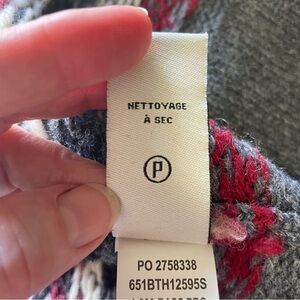 NETTOYAGE
À SEC
P
PO 2758338
651BTH12595S